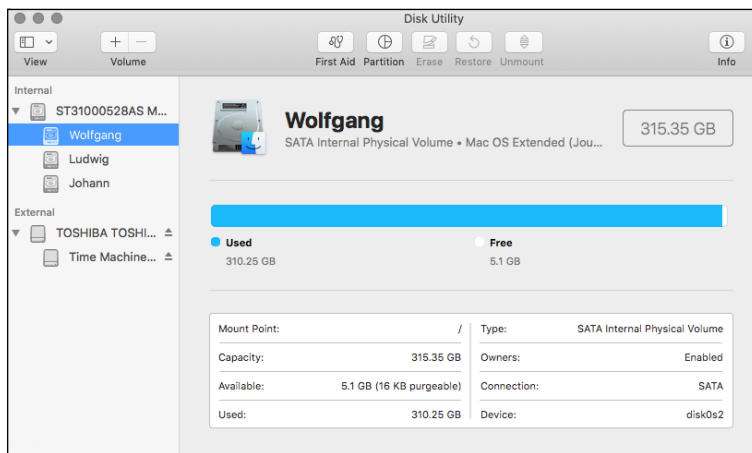 Disk Utility
View
Volume
First Aid Partition Erase Restore Unmount
Info
Internal
ST31000528AS M...
Wolfgang
Ludwig
Johann
External
TOSHIBA TOSHI...
Time Machine...
Wolfgang
SATA Internal Physical Volume • Mac OS Extended (Jou...
315.35 GB
Used
310.25 GB
Free
5.1 GB
Mount Point: /
Capacity: 315.35 GB
Available: 5.1 GB (16 KB purgeable)
Used: 310.25 GB
Type: SATA Internal Physical Volume
Owners: Enabled
Connection: SATA
Device: disk0s2